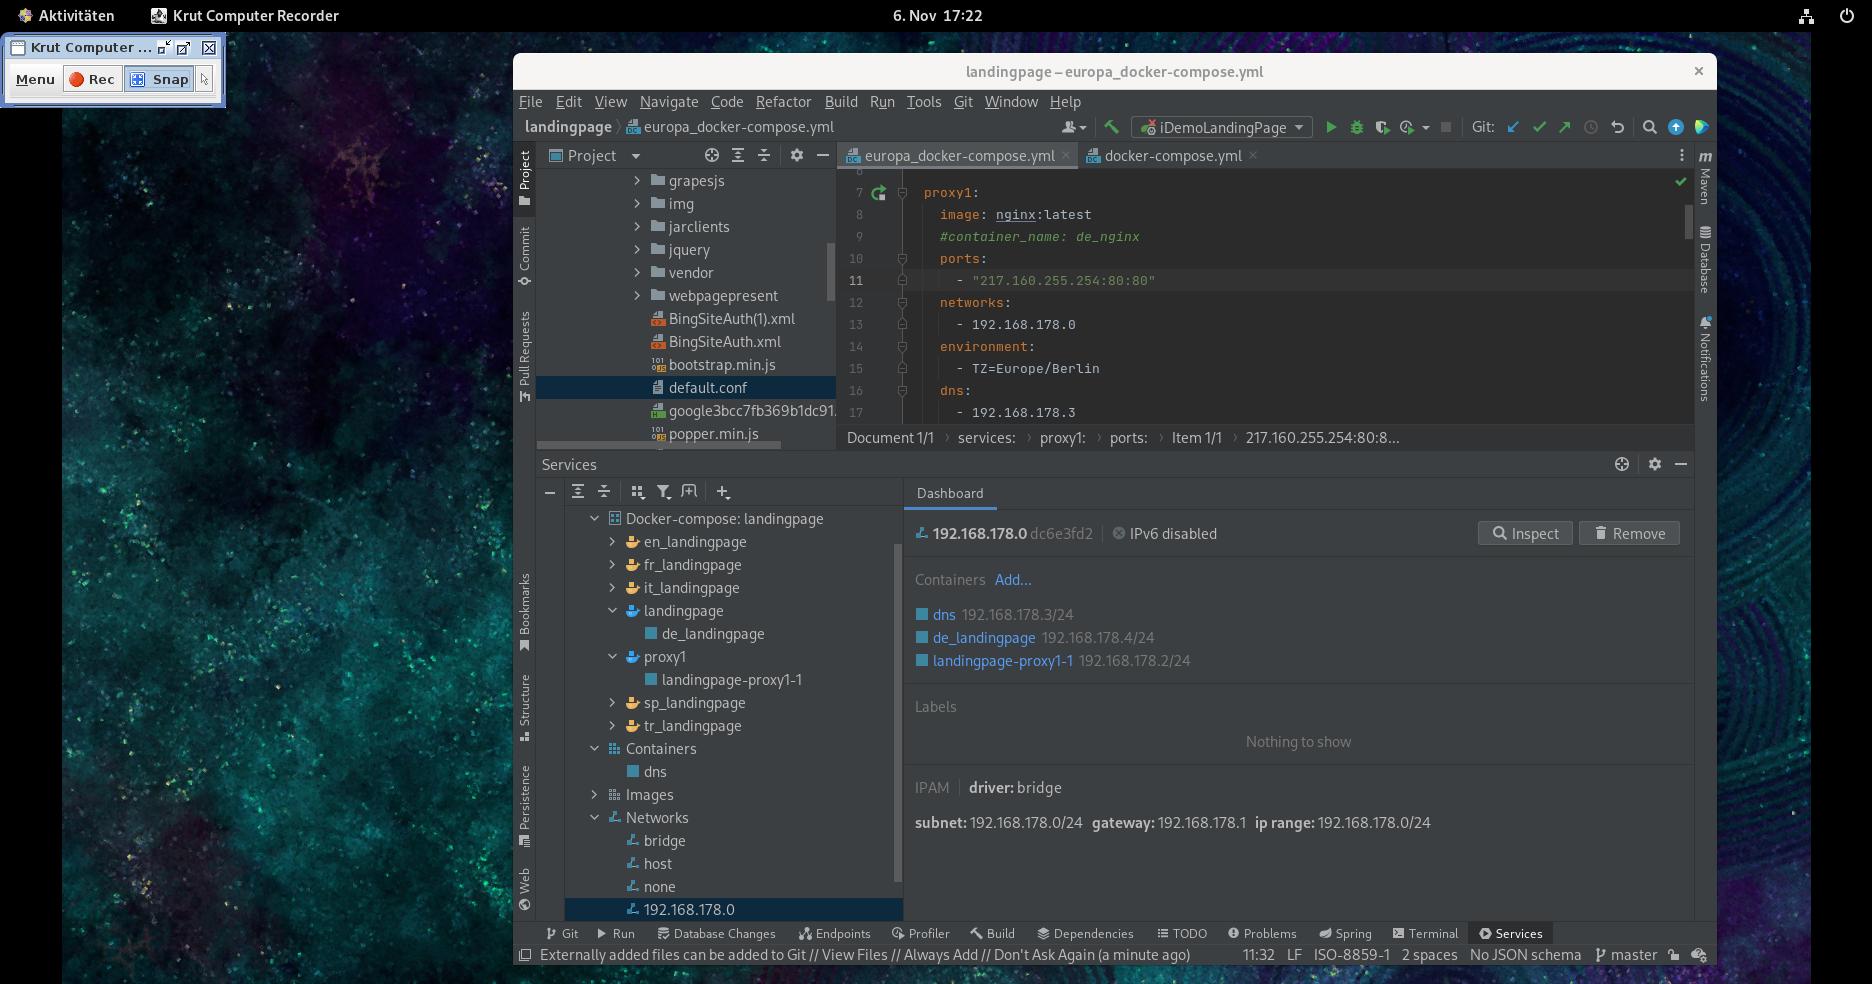 Aktivitäten
Krut Computer Recorder
6. Nov 17:22
Krut Computer ...
Menu Rec Snap
landingpage – europa_docker-compose.yml
File Edit View Navigate Code Refactor Build Run Tools Git Window Help
landingpage europa_docker-compose.yml
iDemoLandingPage
Git:
Project
europa_docker-compose.yml
docker-compose.yml
Project
Commit
Pull Requests
Bookmarks
Structure
Persistence
Web
grapesjs
img
jarclients
jquery
vendor
webpagepresent
BingSiteAuth(1).xml
BingSiteAuth.xml
bootstrap.min.js
default.conf
google3bcc7fb369b1dc91.
popper.min.js
6
7 proxy1:
8 image: nginx:latest
9 #container_name: de_nginx
10 ports:
11 - "217.160.255.254:80:80"
12 networks:
13 - 192.168.178.0
14 environment:
15 - TZ=Europe/Berlin
16 dns:
17 - 192.168.178.3
Document 1/1 services: proxy1: ports: Item 1/1 217.160.255.254:80:8...
Maven
Database
Notifications
Services
Docker-compose: landingpage
en_landingpage
fr_landingpage
it_landingpage
landingpage
de_landingpage
proxy1
landingpage-proxy1-1
sp_landingpage
tr_landingpage
Containers
dns
Images
Networks
bridge
host
none
192.168.178.0
Dashboard
192.168.178.0 dc6e3fd2 IPv6 disabled
Inspect Remove
Containers Add...
dns 192.168.178.3/24
de_landingpage 192.168.178.4/24
landingpage-proxy1-1 192.168.178.2/24
Labels
Nothing to show
IPAM driver: bridge
subnet: 192.168.178.0/24 gateway: 192.168.178.1 ip range: 192.168.178.0/24
Git Run Database Changes Endpoints Profiler Build Dependencies TODO Problems Spring Terminal Services
Externally added files can be added to Git // View Files // Always Add // Don't Ask Again (a minute ago)
11:32 LF ISO-8859-1 2 spaces No JSON schema master